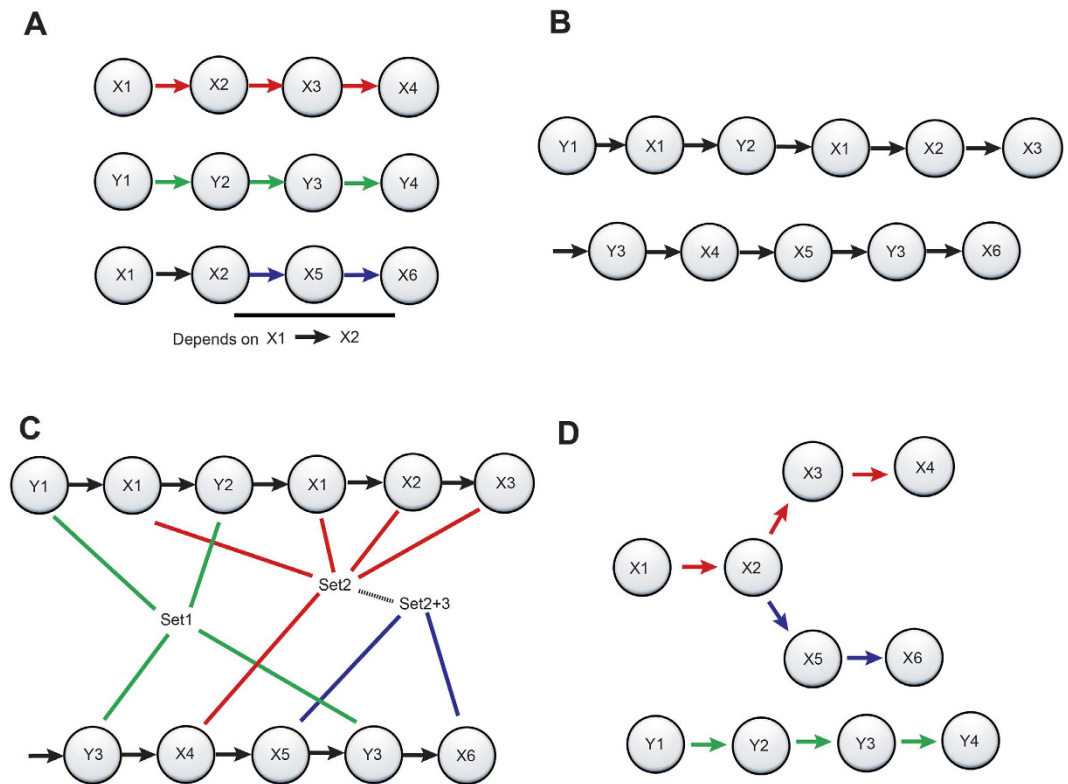 A
X1 X2 X3 X4
Y1 Y2 Y3 Y4
X1 X2 X5 X6
Depends on X1 X2
B
Y1 X1 Y2 X1 X2 X3
Y3 X4 X5 Y3 X6
C
Y1 X1 Y2 X1 X2 X3
Set2
Set2+3
Set1
Y3 X4 X5 Y3 X6
D
X3 X4
X1 X2
X5 X6
Y1 Y2 Y3 Y4